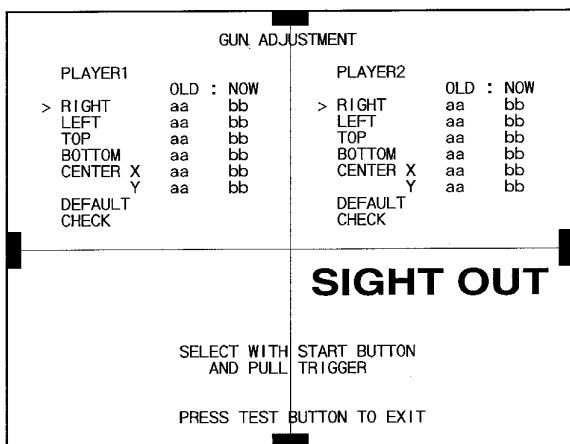 GUN ADJUSTMENT
PLAYER1
OLD : NOW
> RIGHT aa bb
LEFT aa bb
TOP aa bb
BOTTOM aa bb
CENTER X aa bb
Y aa bb
DEFAULT
CHECK
PLAYER2
OLD : NOW
> RIGHT aa bb
LEFT aa bb
TOP aa bb
BOTTOM aa bb
CENTER X aa bb
Y aa bb
DEFAULT
CHECK
SIGHT OUT
SELECT WITH START BUTTON
AND PULL TRIGGER
PRESS TEST BUTTON TO EXIT